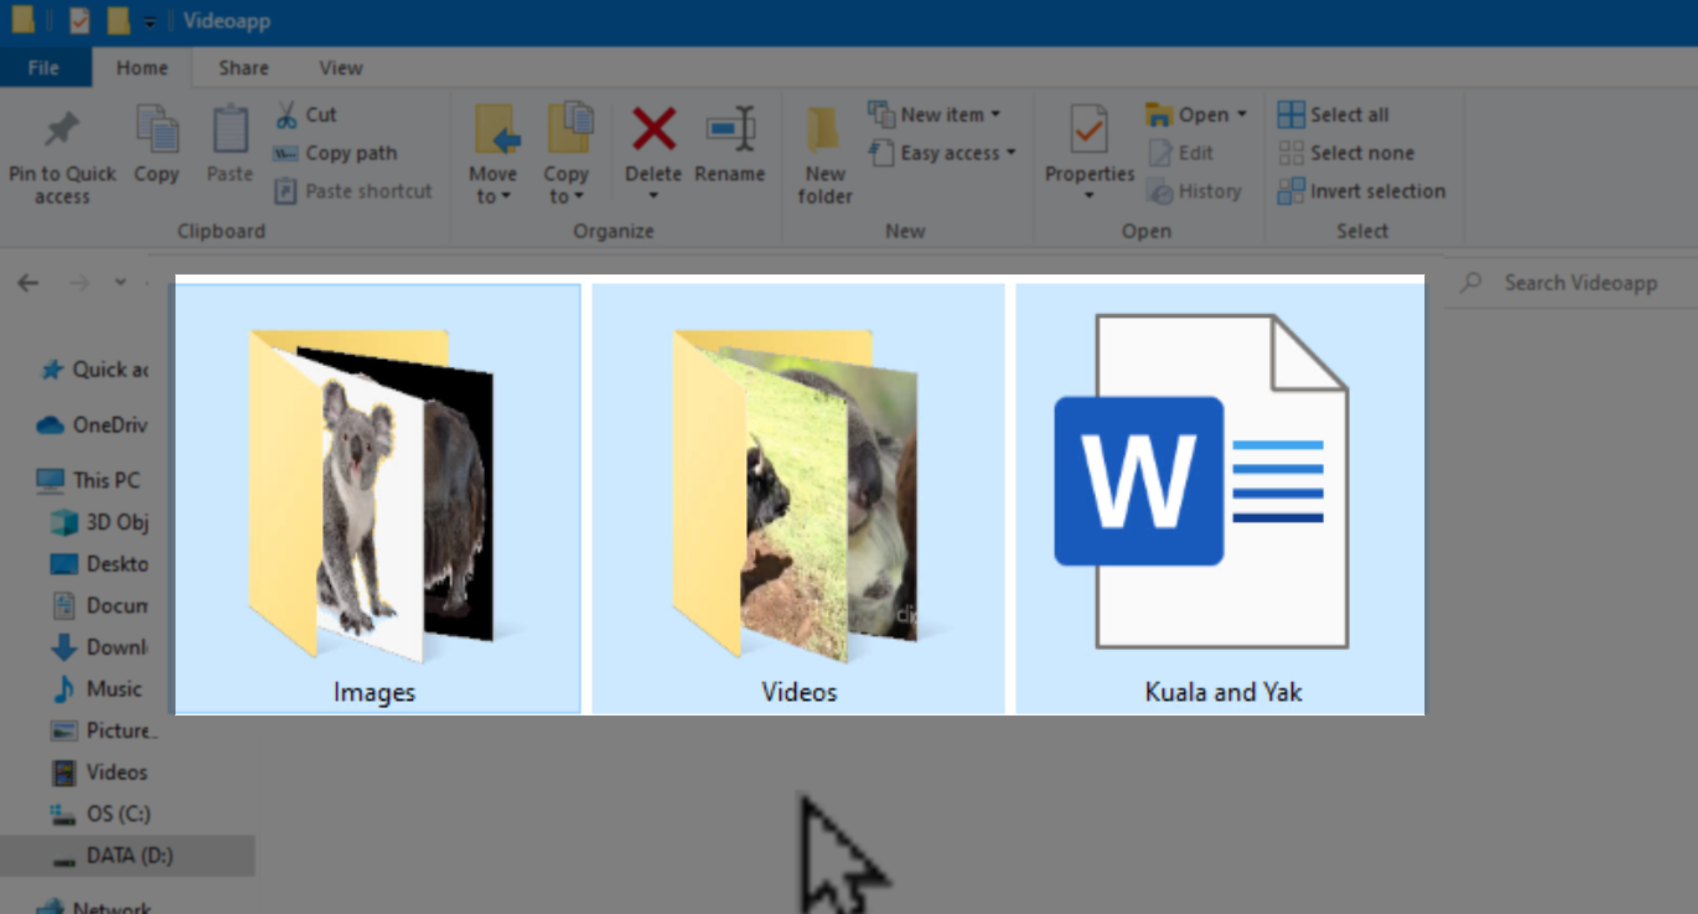 Videoapp
File Home Share View
Pin to Quick access
Copy
Paste
Cut
Copy path
Paste shortcut
Clipboard
Move to
Copy to
Delete
Rename
Organize
New folder
New item
Easy access
New
Properties
Open
Edit
History
Open
Select all
Select none
Invert selection
Select
Search Videoapp
Quick ac
OneDriv
This PC
3D Obj
Deskto
Docum
Downl
Music
Picture
Videos
OS (C:)
DATA (D:)
Network
Images
Videos
cli
W
Kuala and Yak